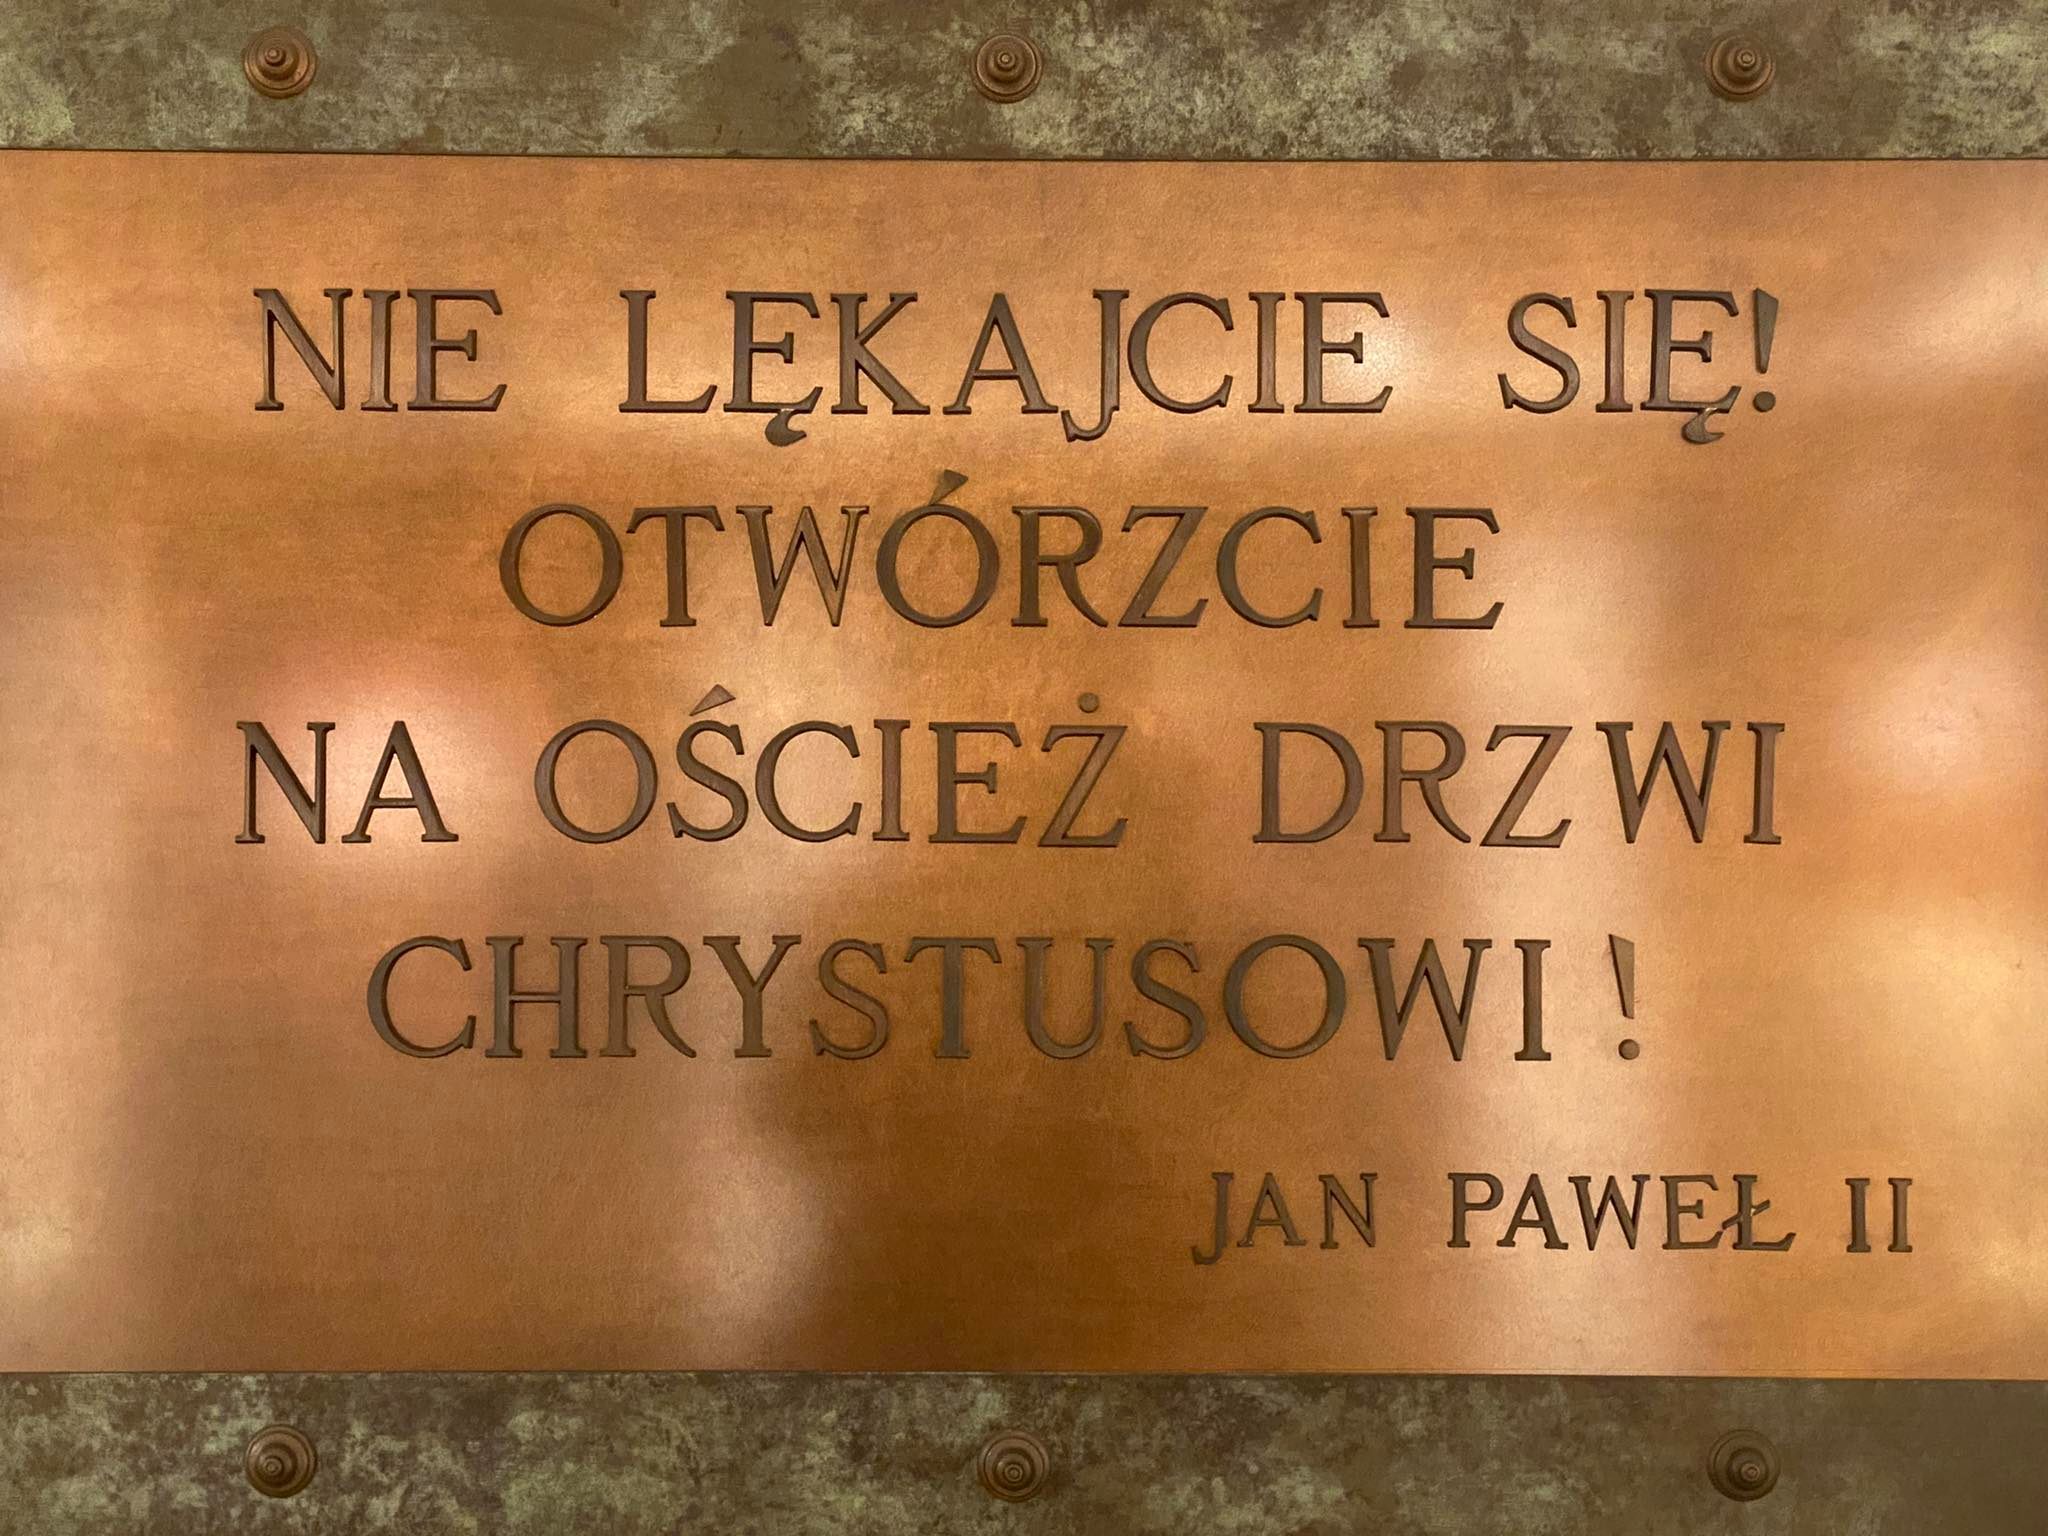 NIE LĘKAJCIE SIĘ!
OTWÓRZCIE
NA OŚCIEŻ DRZWI
CHRYSTUSOWI !
JAN PAWEŁ II